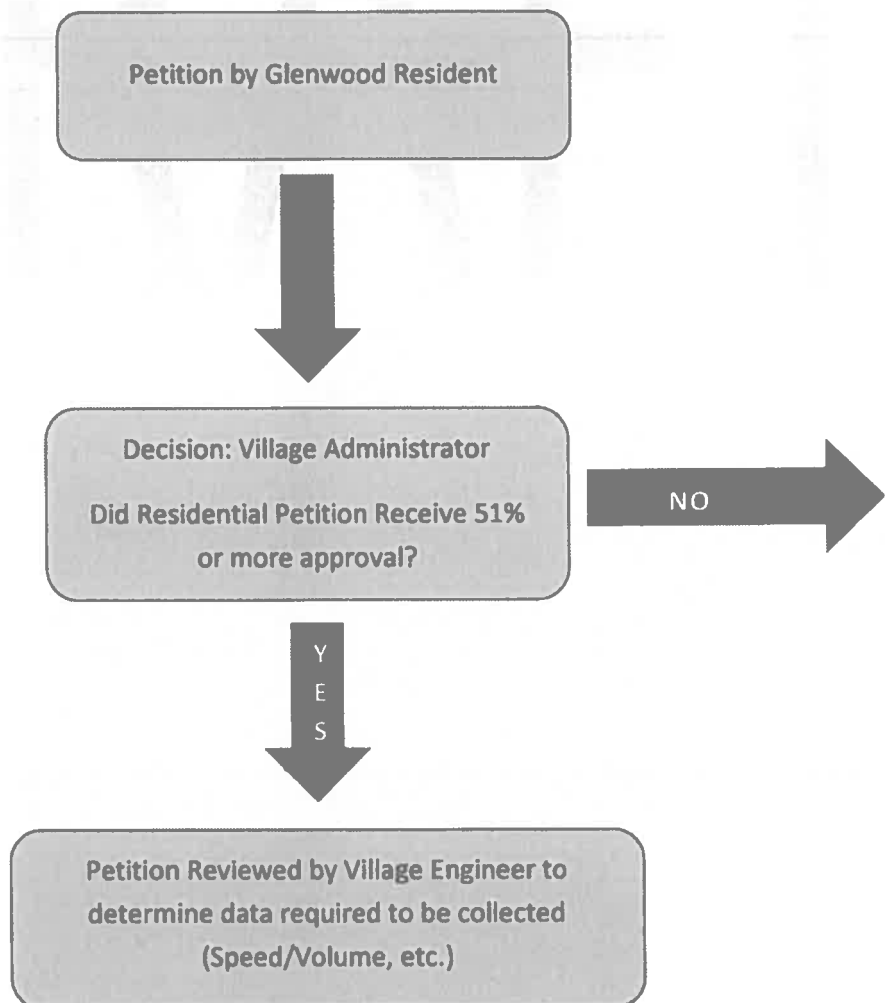 Petition by Glenwood Resident
Decision: Village Administrator
Did Residential Petition Receive 51%
or more approval?
NO
YES
Petition Reviewed by Village Engineer to
determine data required to be collected
(Speed/Volume, etc.)